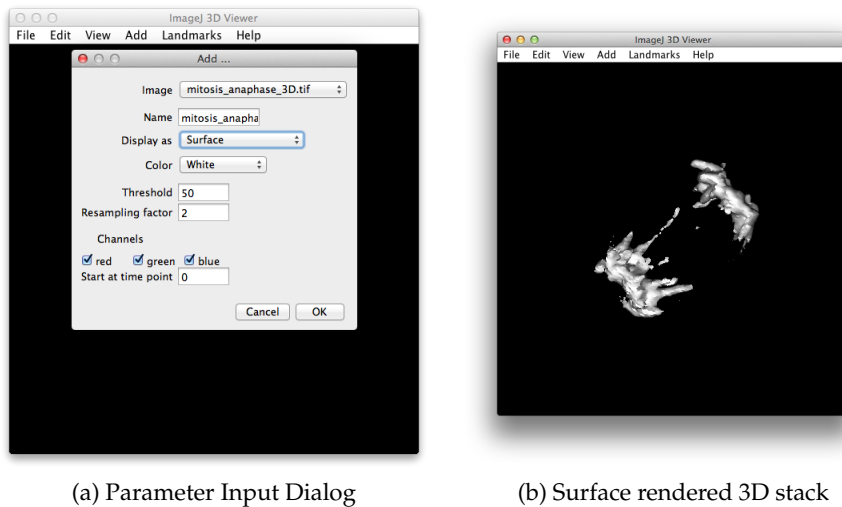 ImageJ 3D Viewer
File Edit View Add Landmarks Help
Add ...
Image mitosis_anaphase_3D.tif
Name mitosis_anapha
Display as Surface
Color White
Threshold 50
Resampling factor 2
Channels
red green blue
Start at time point 0
Cancel OK
(a) Parameter Input Dialog
ImageJ 3D Viewer
File Edit View Add Landmarks Help
(b) Surface rendered 3D stack